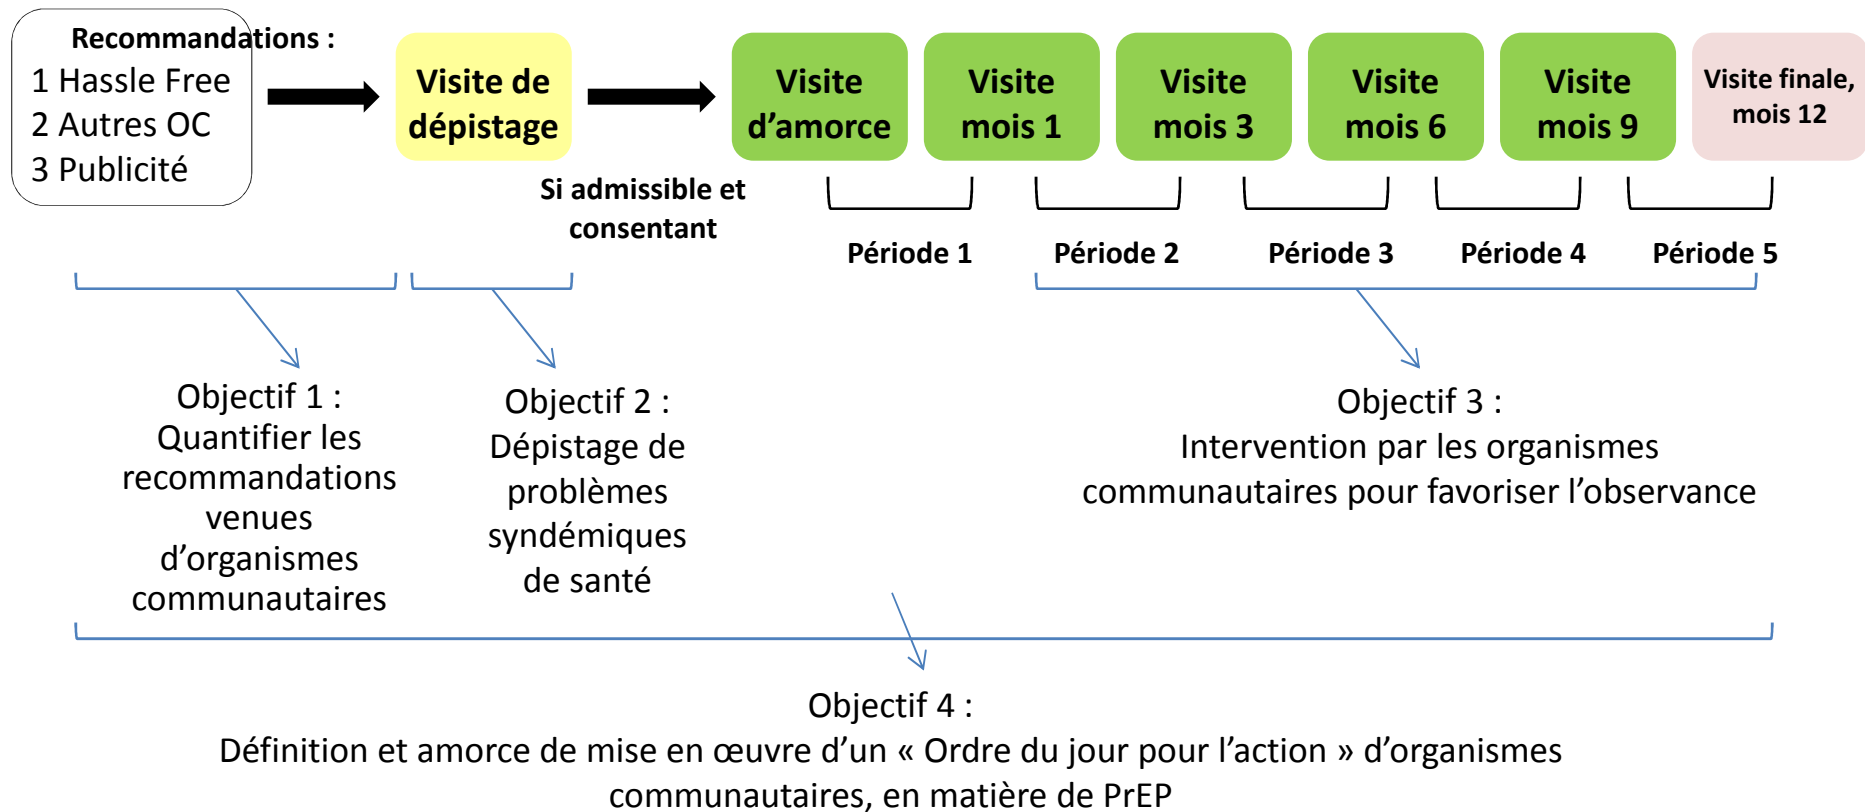 Recommandations :
1 Hassle Free
2 Autres OC
3 Publicité
Visite de
dépistage
Si admissible et
consentant
Visite
d’amorce
Visite
mois 1
Visite
mois 3
Visite
mois 6
Visite
mois 9
Visite finale,
mois 12
Période 1
Période 2
Période 3
Période 4
Période 5
Objectif 1 :
Quantifier les
recommandations
venues
d’organismes
communautaires
Objectif 2 :
Dépistage de
problèmes
syndémiques
de santé
Objectif 3 :
Intervention par les organismes
communautaires pour favoriser l’observance
Objectif 4 :
Définition et amorce de mise en œuvre d’un « Ordre du jour pour l’action » d’organismes
communautaires, en matière de PrEP